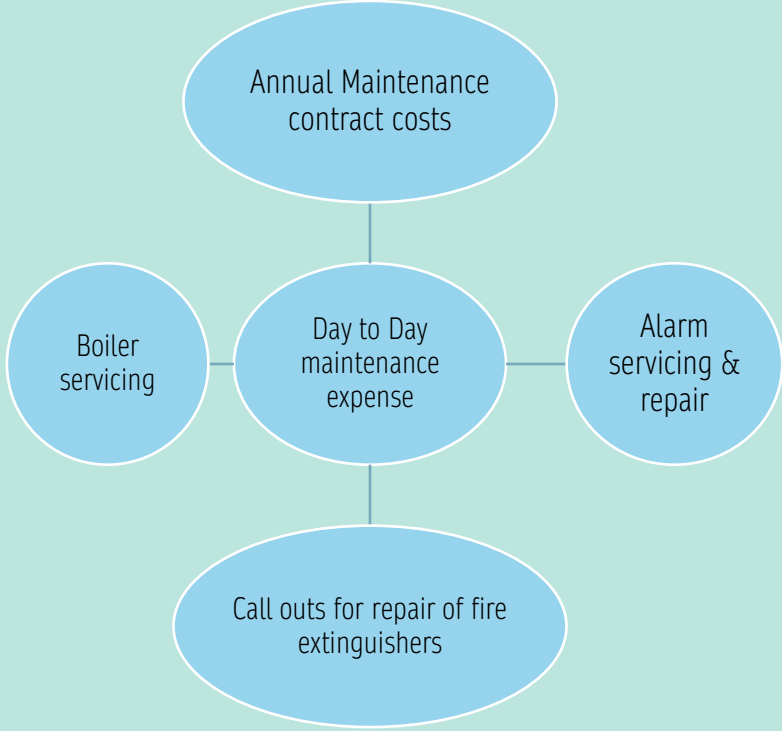 Annual Maintenance
contract costs
Boiler
servicing
Day to Day
maintenance
expense
Alarm
servicing &
repair
Call outs for repair of fire
extinguishers